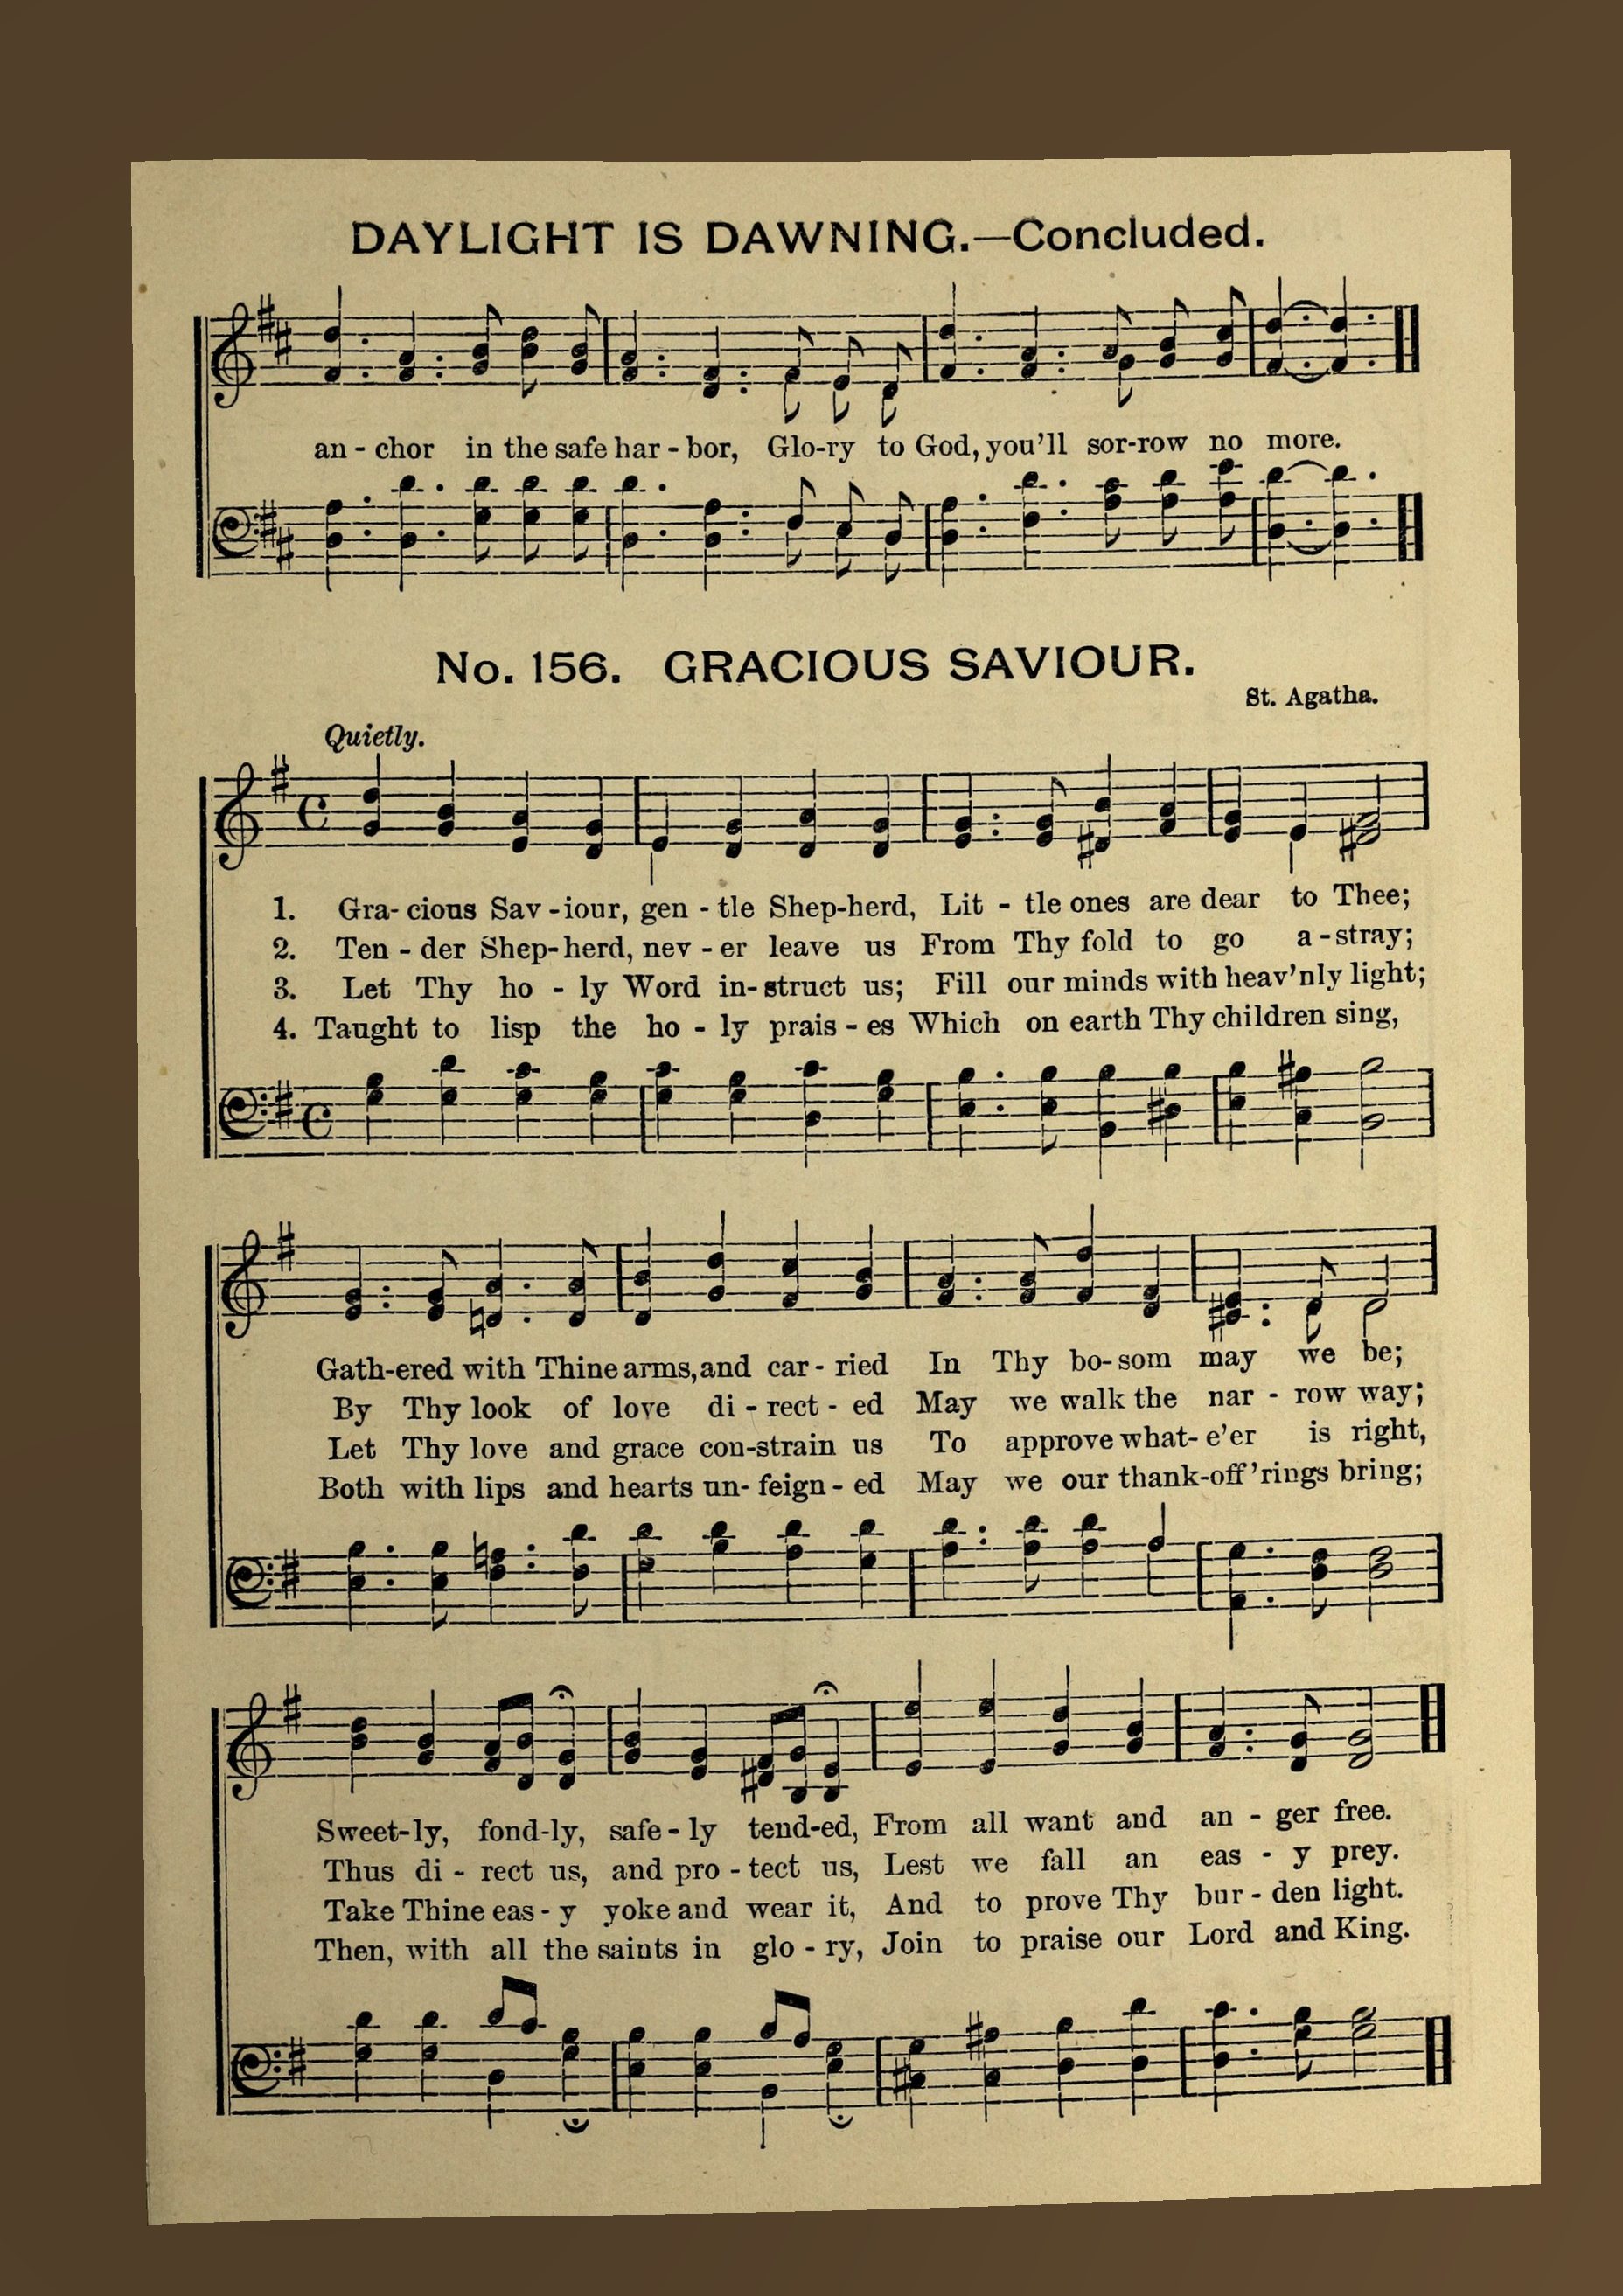 DAYLIGHT IS DAWNING.—Concluded.
an - chor in the safe har - bor, Glo-ry to God, you'll sor-row no more.
No. 156. GRACIOUS SAVIOUR.
St. Agatha.
Quietly.
1. Gra- cious Sav - iour, gen - tle Shep-herd, Lit - tle ones are dear to Thee;
2. Ten - der Shep- herd, nev - er leave us From Thy fold to go a - stray;
3. Let Thy ho - ly Word in- struct us; Fill our minds with heav'nly light;
4. Taught to lisp the ho - ly prais - es Which on earth Thy children sing,
Gath-ered with Thine arms, and car - ried In Thy bo- som may we be;
By Thy look of love di - rect - ed May we walk the nar - row way;
Let Thy love and grace con-strain us To approve what- e'er is right,
Both with lips and hearts un- feign - ed May we our thank-off'rings bring;
Sweet-ly, fond-ly, safe - ly tend-ed, From all want and an - ger free.
Thus di - rect us, and pro - tect us, Lest we fall an eas - y prey.
Take Thine eas - y yoke and wear it, And to prove Thy bur - den light.
Then, with all the saints in glo - ry, Join to praise our Lord and King.